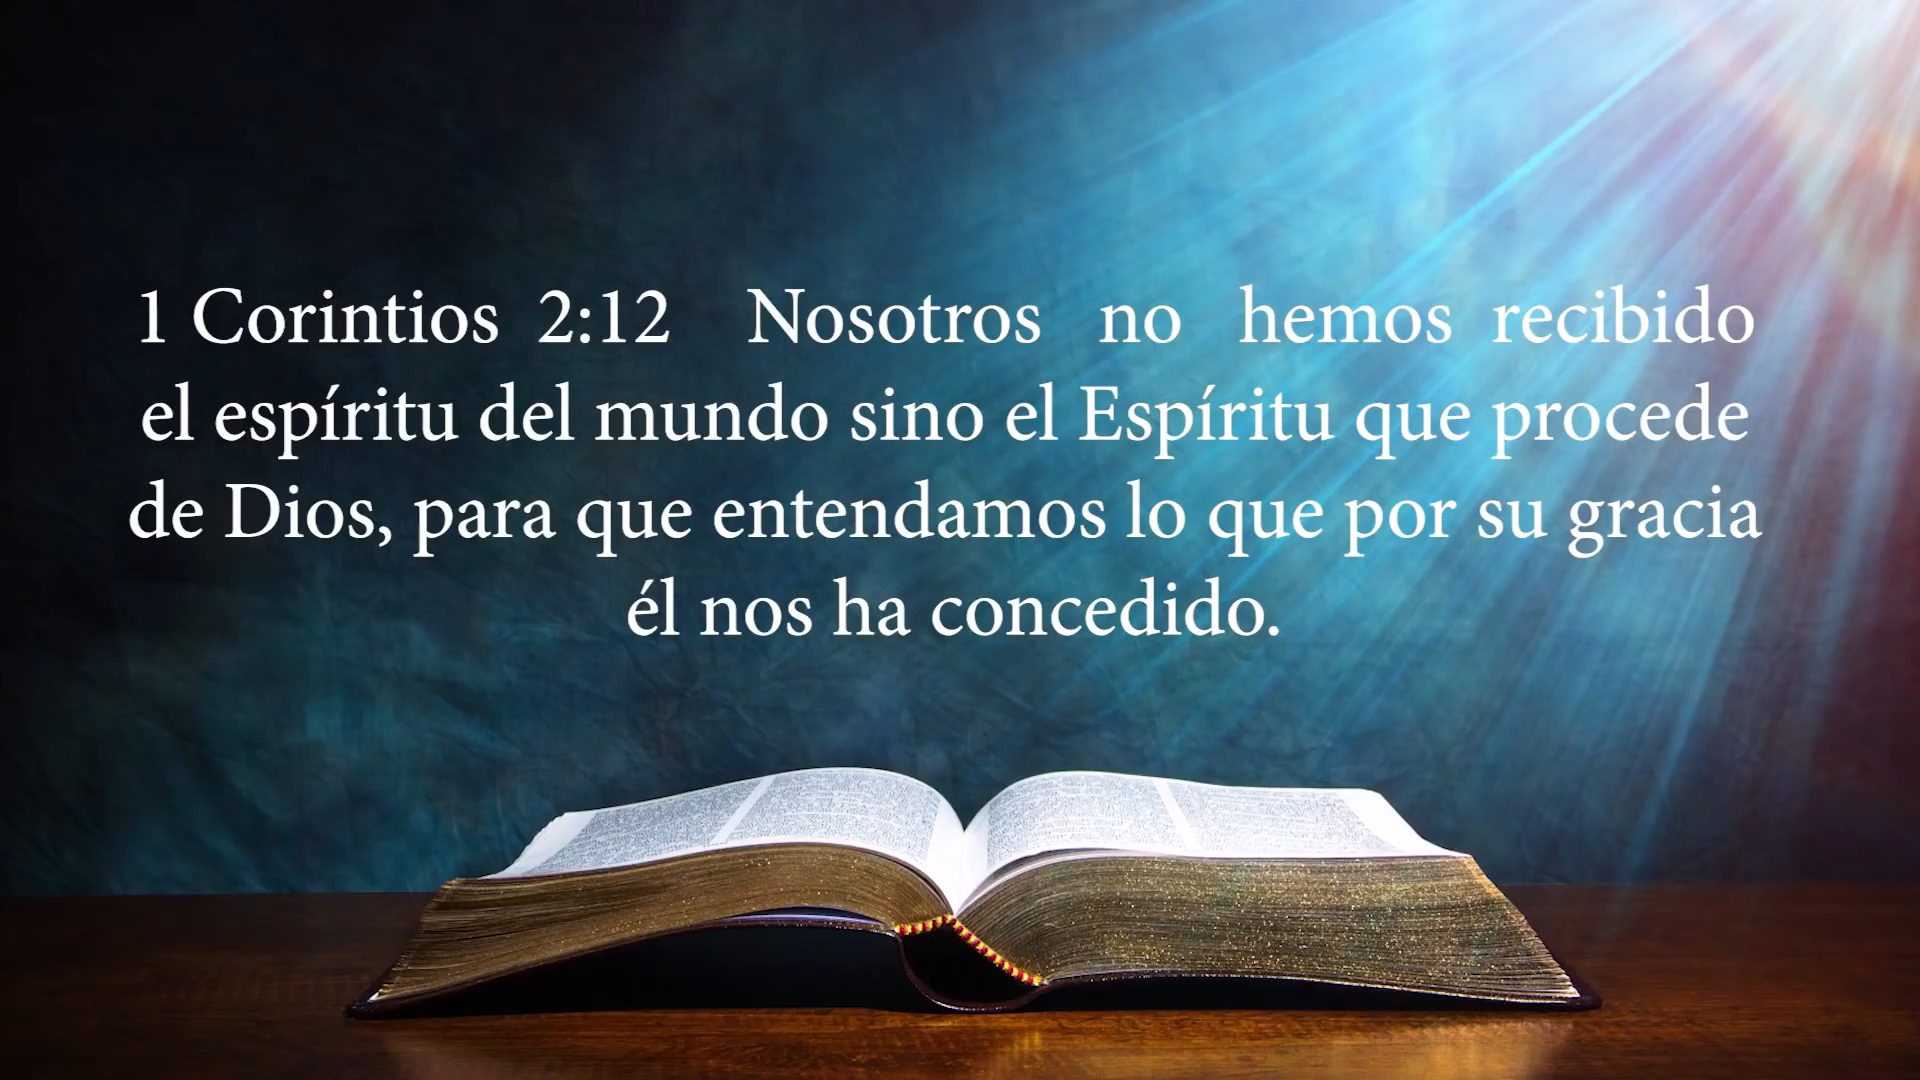 1 Corintios 2:12 Nosotros no hemos recibido
el espíritu del mundo sino el Espíritu que procede
de Dios, para que entendamos lo que por su gracia
él nos ha concedido.